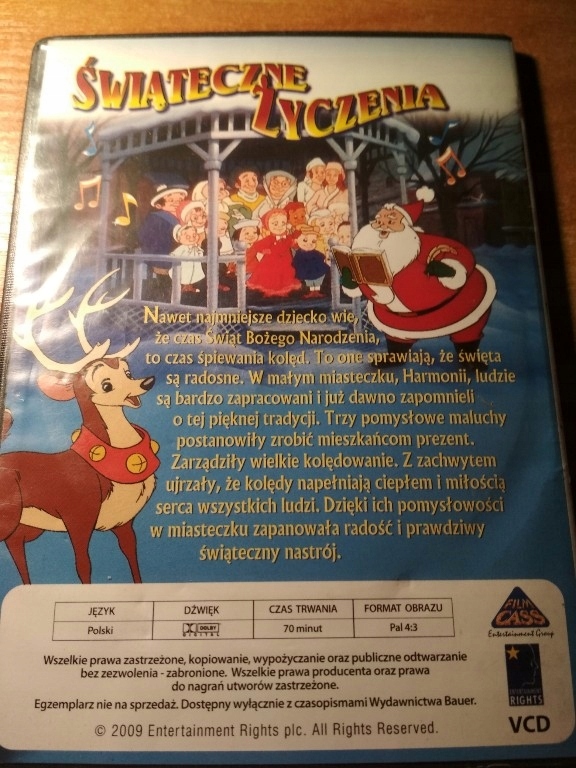 ŚWIĄTECZNE
ŻYCZENIA
Nawet najmniejsze dziecko wie,
że czas Świąt Bożego Narodzenia,
to czas śpiewania kolęd. To one sprawiają, że święta
są radosne. W małym miasteczku, Harmonii, ludzie
są bardzo zapracowani i już dawno zapomnieli
o tej pięknej tradycji. Trzy pomysłowe maluchy
postanowiły zrobić mieszkańcom prezent.
Zarządziły wielkie kolędowanie. Z zachwytem
ujrzały, że kolędy napełniają ciepłem i miłością
serca wszystkich ludzi. Dzięki ich pomysłowości
w miasteczku zapanowała radość i prawdziwy
świąteczny nastrój.
JĘZYK DŹWIĘK CZAS TRWANIA FORMAT OBRAZU
Polski DOLBY DIGITAL 70 minut Pal 4:3
FILM CASS
Entertainment Group
Wszelkie prawa zastrzeżone, kopiowanie, wypożyczanie oraz publiczne odtwarzanie
bez zezwolenia - zabronione. Wszelkie prawa producenta oraz prawa
do nagrań utworów zastrzeżone.
Egzemplarz nie na sprzedaż. Dostępny wyłącznie z czasopismami Wydawnictwa Bauer.
© 2009 Entertainment Rights plc. All Rights Reserved.
ENTERTAINMENT
RIGHTS
VCD